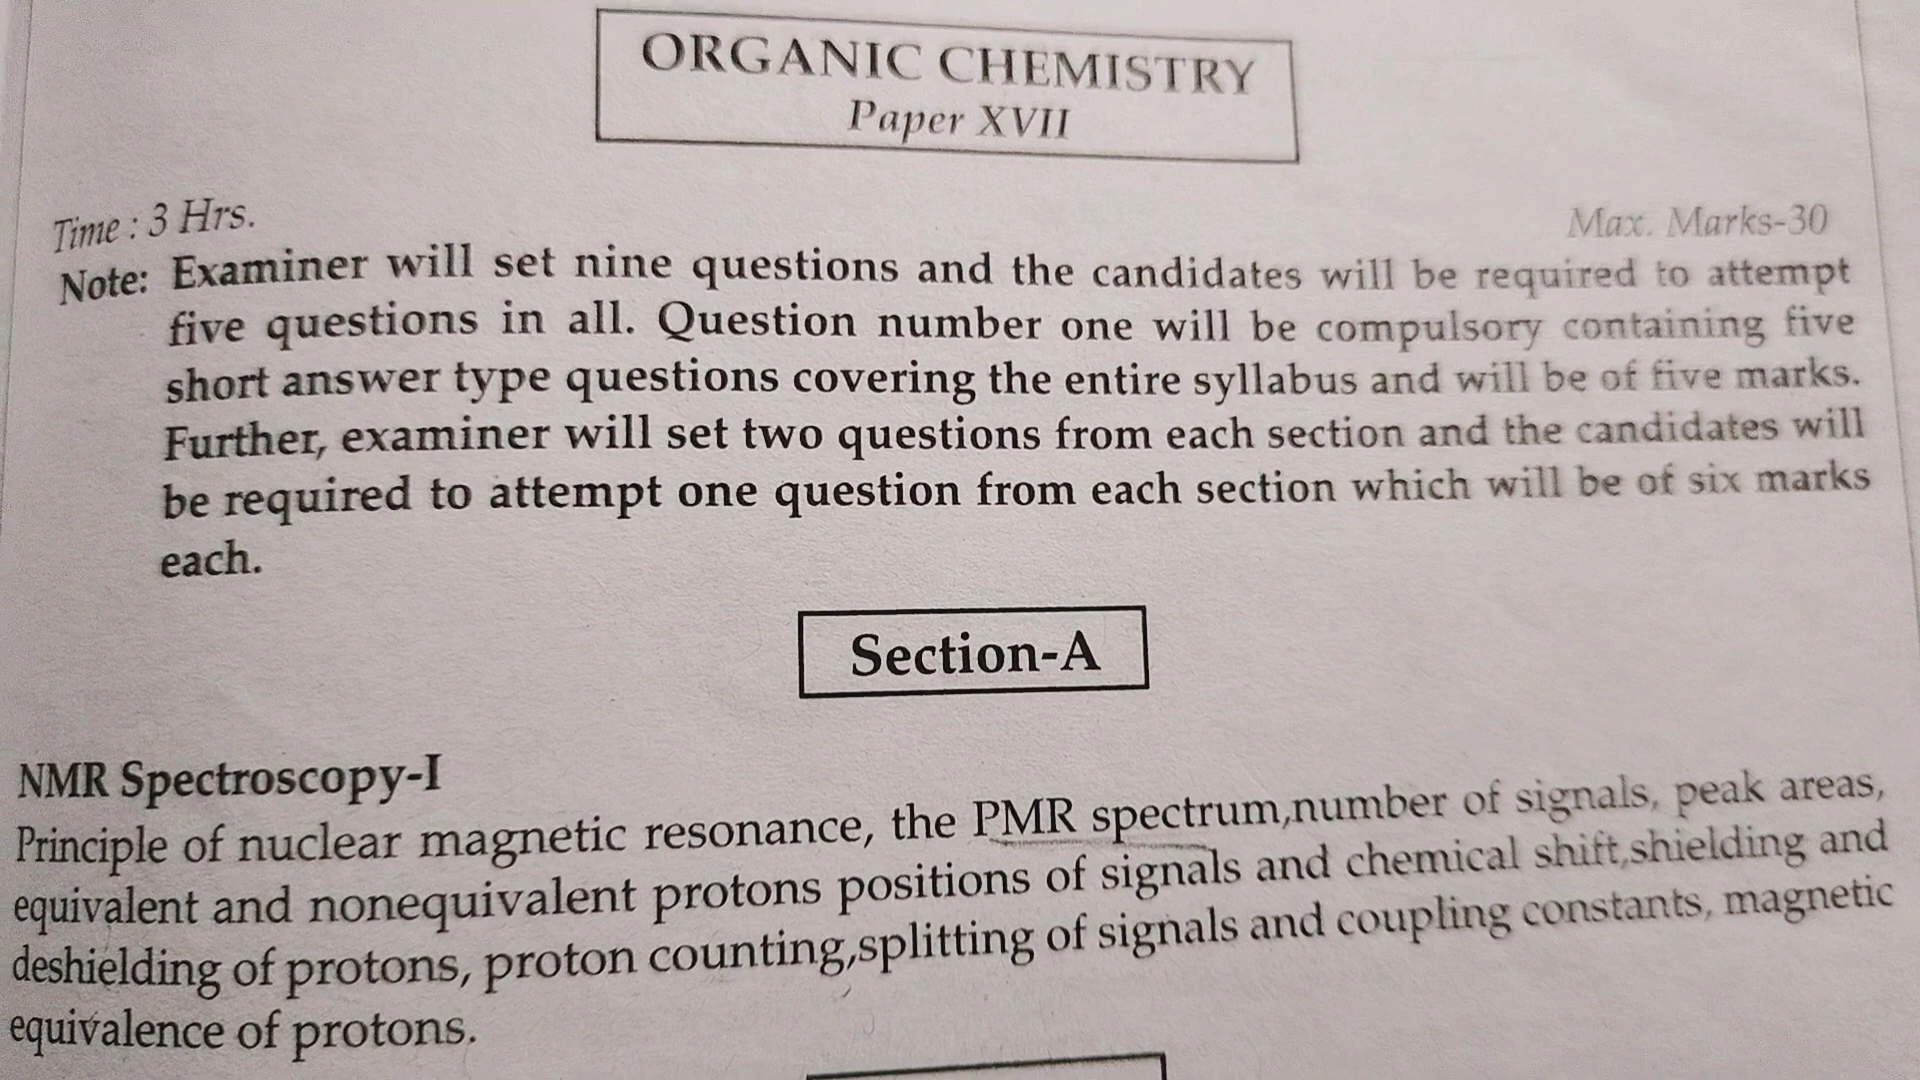 ORGANIC CHEMISTRY
Paper XVII
Time : 3 Hrs.
Max. Marks-30
Note: Examiner will set nine questions and the candidates will be required to attempt
five questions in all. Question number one will be compulsory containing five
short answer type questions covering the entire syllabus and will be of five marks.
Further, examiner will set two questions from each section and the candidates will
be required to attempt one question from each section which will be of six marks
each.
Section-A
NMR Spectroscopy-I
Principle of nuclear magnetic resonance, the PMR spectrum,number of signals, peak areas,
equivalent and nonequivalent protons positions of signals and chemical shift,shielding and
deshielding of protons, proton counting,splitting of signals and coupling constants, magnetic
equivalence of protons.